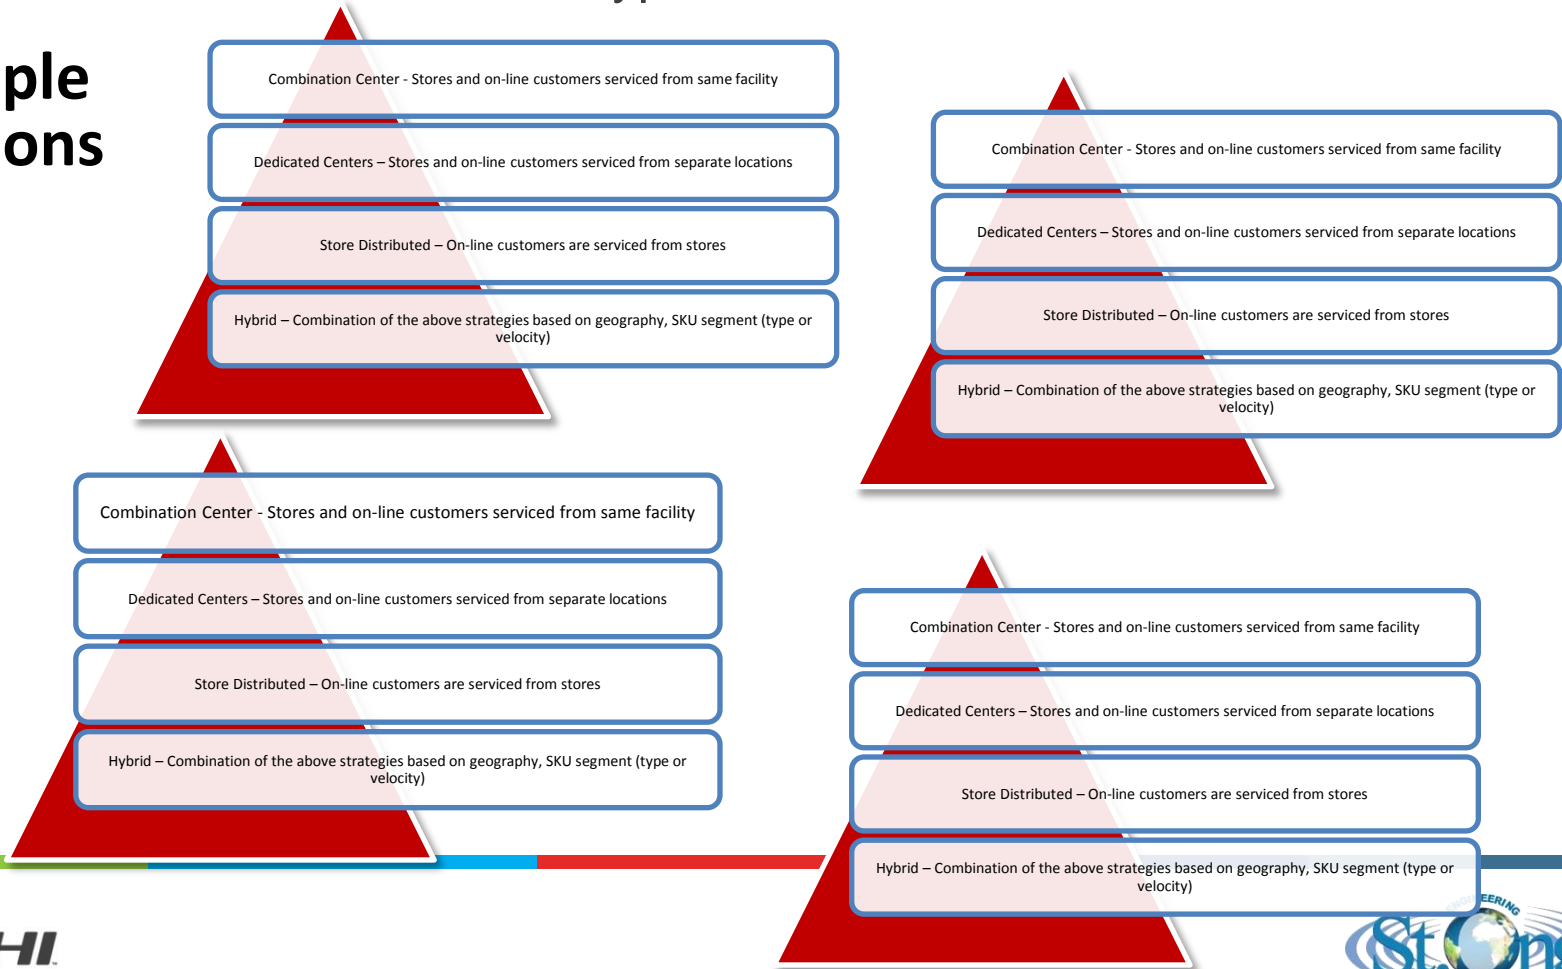 ple
ons
Combination Center - Stores and on-line customers serviced from same facility
Dedicated Centers – Stores and on-line customers serviced from separate locations
Store Distributed – On-line customers are serviced from stores
Hybrid – Combination of the above strategies based on geography, SKU segment (type or
velocity)
Combination Center - Stores and on-line customers serviced from same facility
Dedicated Centers – Stores and on-line customers serviced from separate locations
Store Distributed – On-line customers are serviced from stores
Hybrid – Combination of the above strategies based on geography, SKU segment (type or
velocity)
Combination Center - Stores and on-line customers serviced from same facility
Dedicated Centers – Stores and on-line customers serviced from separate locations
Store Distributed – On-line customers are serviced from stores
Hybrid – Combination of the above strategies based on geography, SKU segment (type or
velocity)
Combination Center - Stores and on-line customers serviced from same facility
Dedicated Centers – Stores and on-line customers serviced from separate locations
Store Distributed – On-line customers are serviced from stores
Hybrid – Combination of the above strategies based on geography, SKU segment (type or
velocity)
HI
St. On